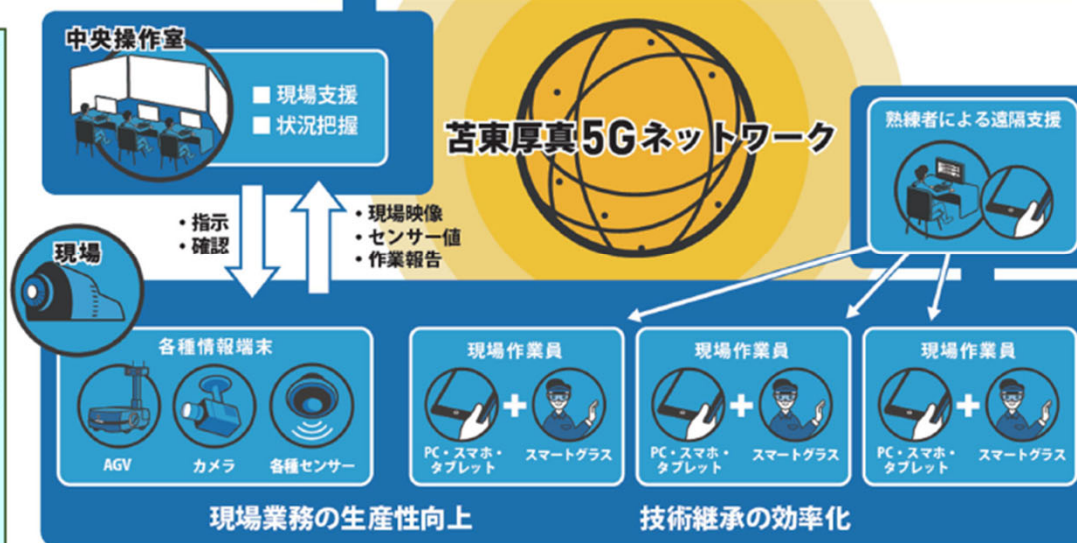 中央操作室
■ 現場支援
■ 状況把握
苫東厚真5Gネットワーク
熟練者による遠隔支援
・指示
・確認
・現場映像
・センサー値
・作業報告
現場
各種情報端末
AGV
カメラ
各種センサー
現場作業員
+
PC・スマホ・
タブレット
スマートグラス
現場作業員
+
PC・スマホ・
タブレット
スマートグラス
現場作業員
+
PC・スマホ・
タブレット
スマートグラス
現場業務の生産性向上
技術継承の効率化